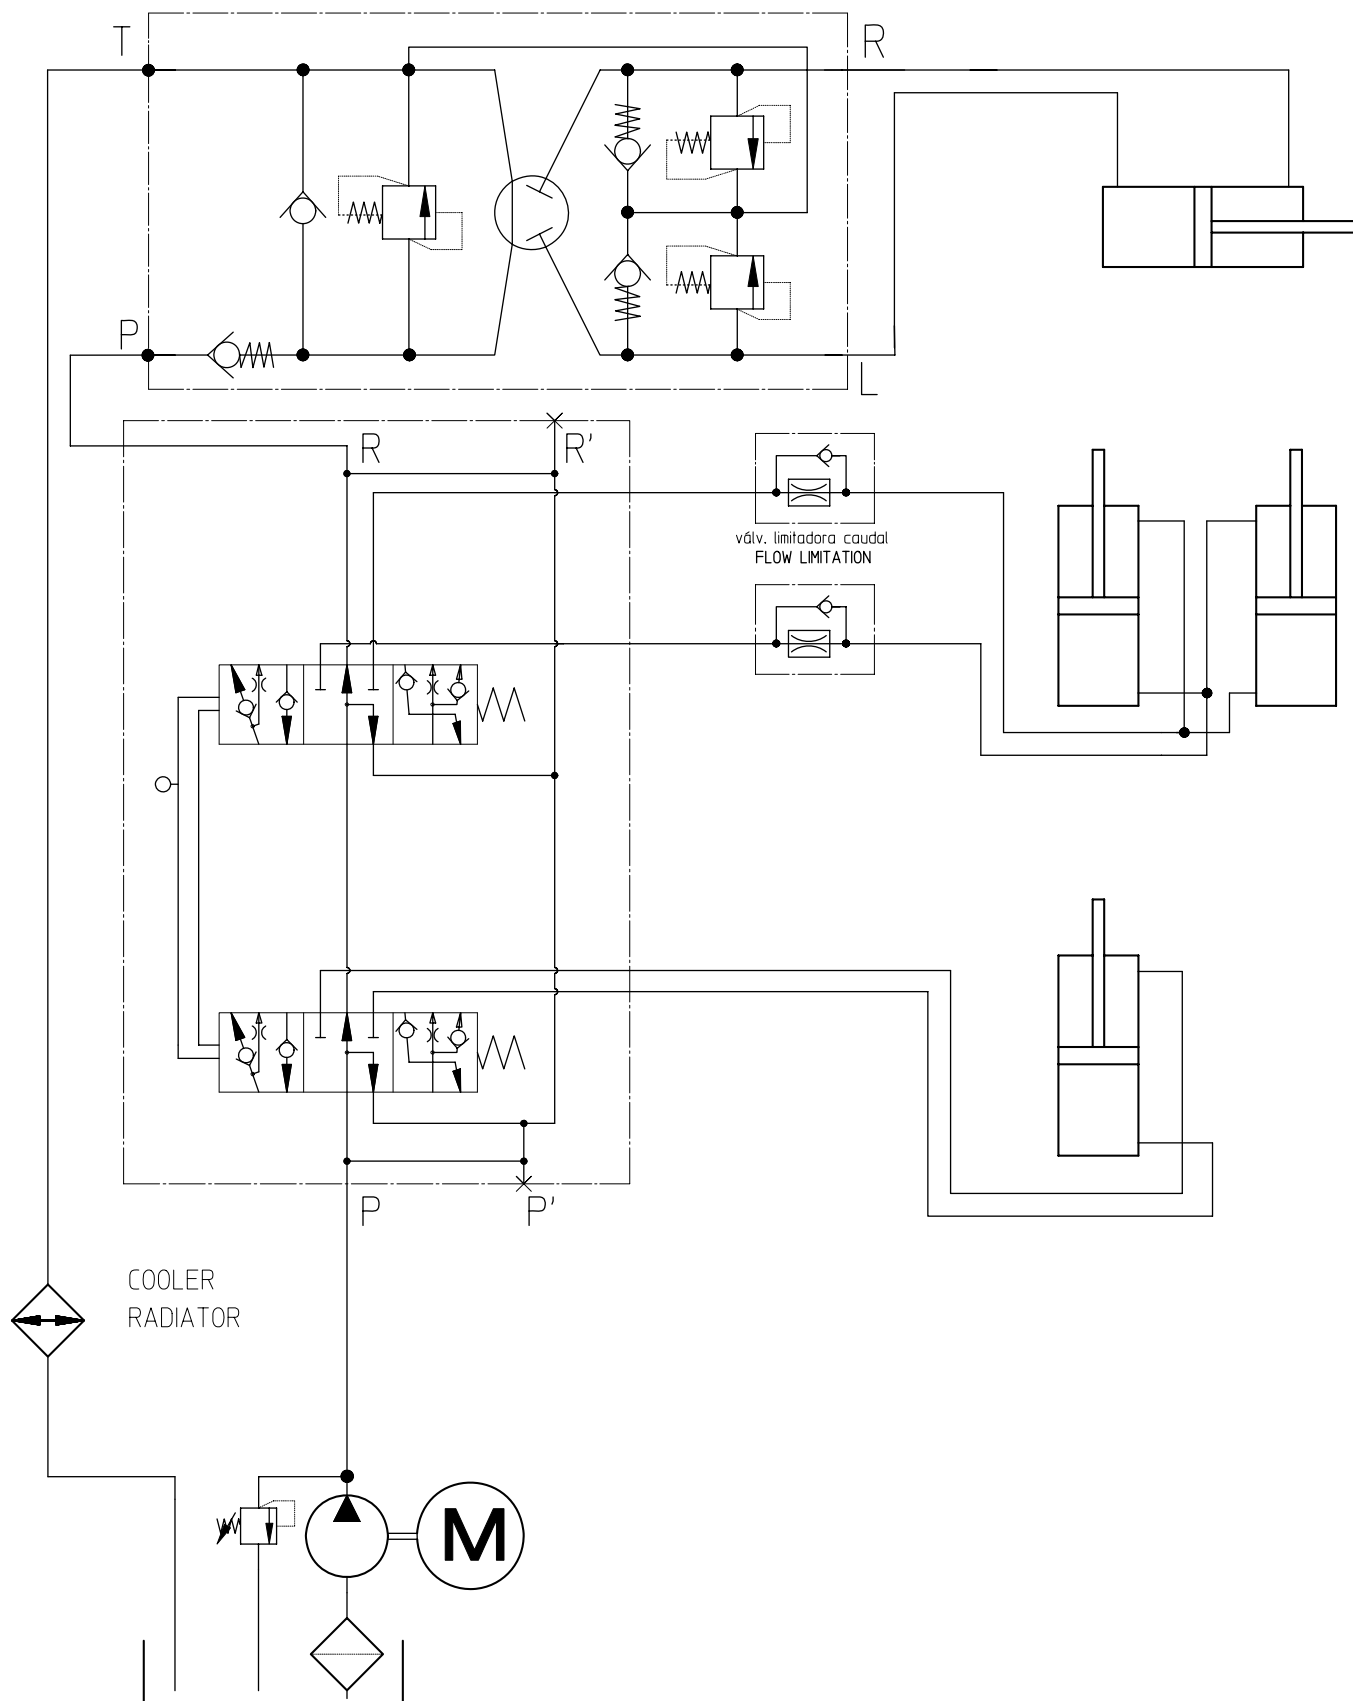 T
R
P
L
R
R'
válv. limitadora caudal
FLOW LIMITATION
P
P'
COOLER
RADIATOR
M